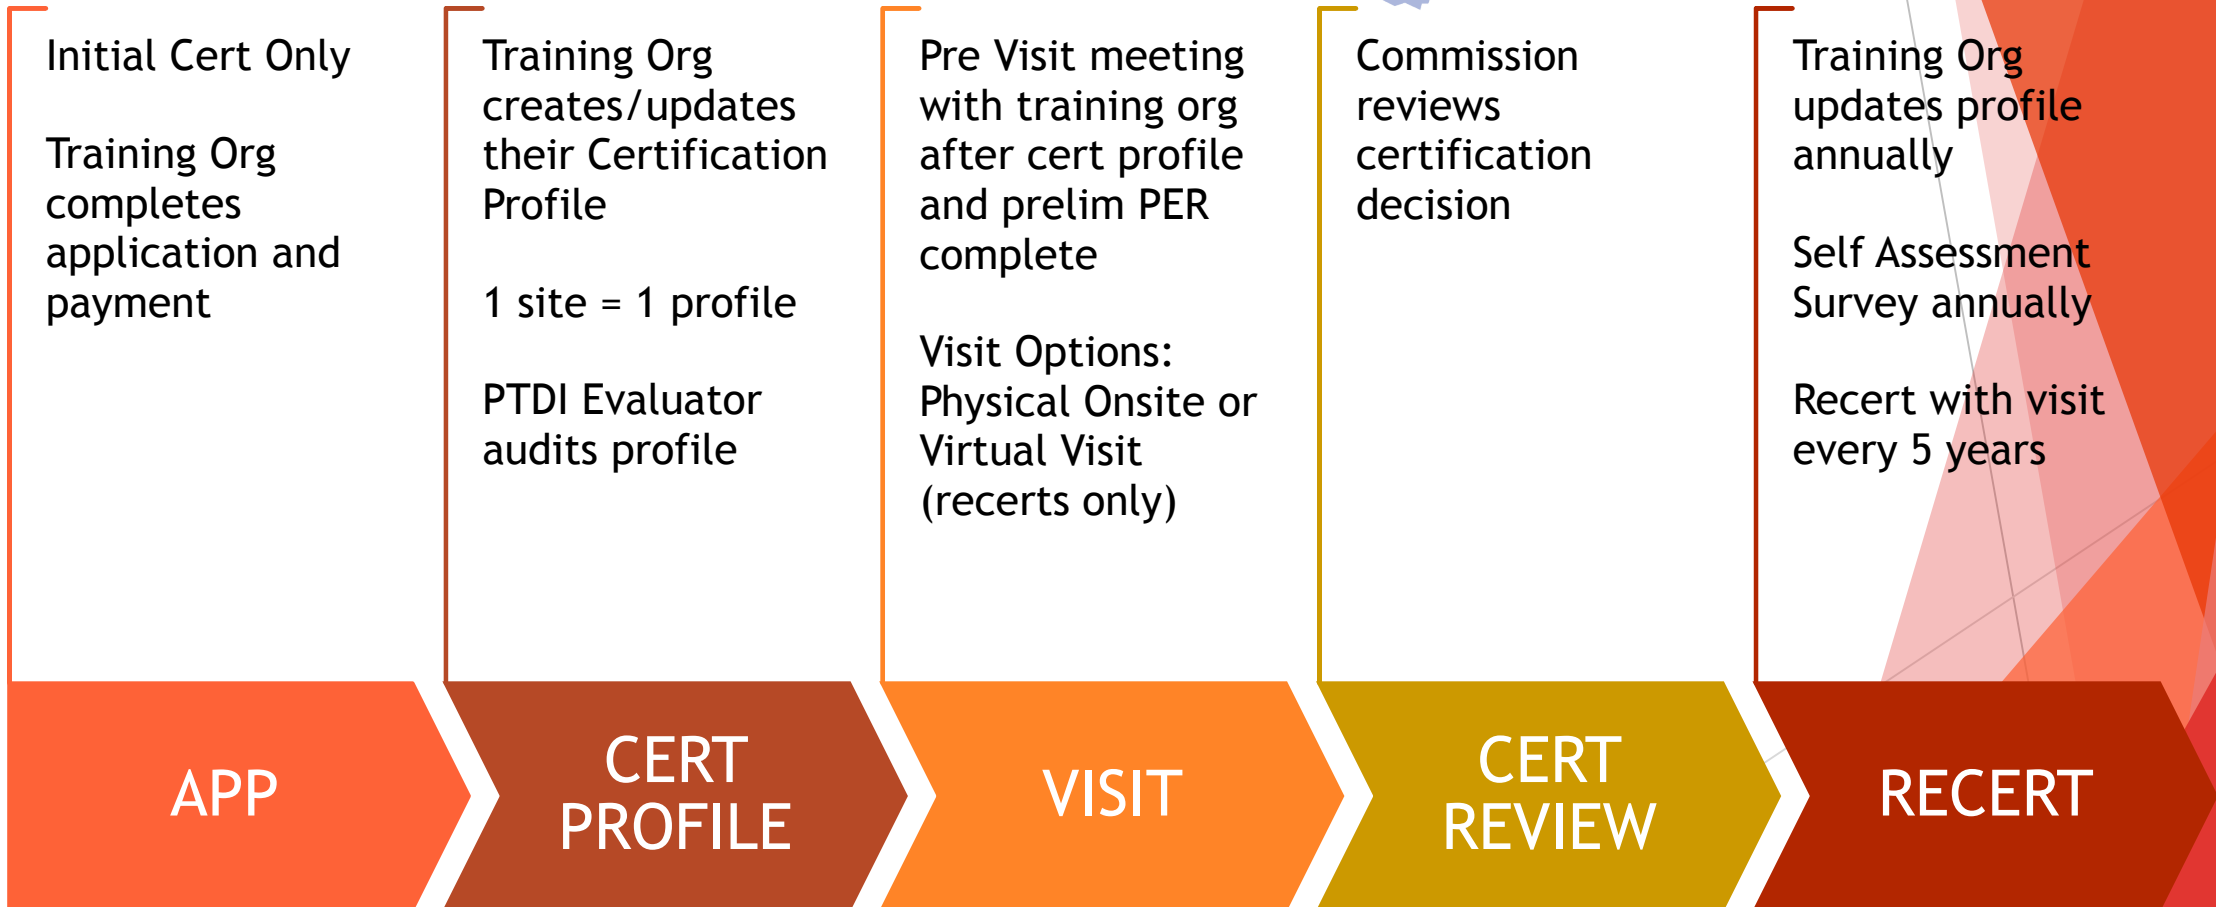 Initial Cert Only
Training Org
completes
application and
payment
Training Org
creates/updates
their Certification
Profile
1 site = 1 profile
PTDI Evaluator
audits profile
Pre Visit meeting
with training org
after cert profile
and prelim PER
complete
Visit Options:
Physical Onsite or
Virtual Visit
(recerts only)
Commission
reviews
certification
decision
Training Org
updates profile
annually
Self Assessment
Survey annually
Recert with visit
every 5 years
APP
CERT
PROFILE
VISIT
CERT
REVIEW
RECERT